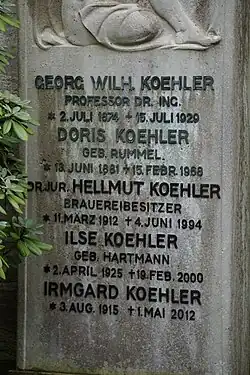 GEORG WILH. KOEHLER
PROFESSOR DR. ING.
* 2. JULI 1874 ✝ 15. JULI 1929
DORIS KOEHLER
GEB. RUMMEL.
* 13. JUNI 1881 ✝ 15. FEBR. 1968
DR.JUR. HELLMUT KOEHLER
BRAUEREIBESITZER
* 11. MÄRZ 1912 ✝ 4. JUNI 1994
ILSE KOEHLER
GEB. HARTMANN
* 2. APRIL 1925 ✝ 19. FEB. 2000
IRMGARD KOEHLER
* 3. AUG. 1915 ✝ 1. MAI 2012